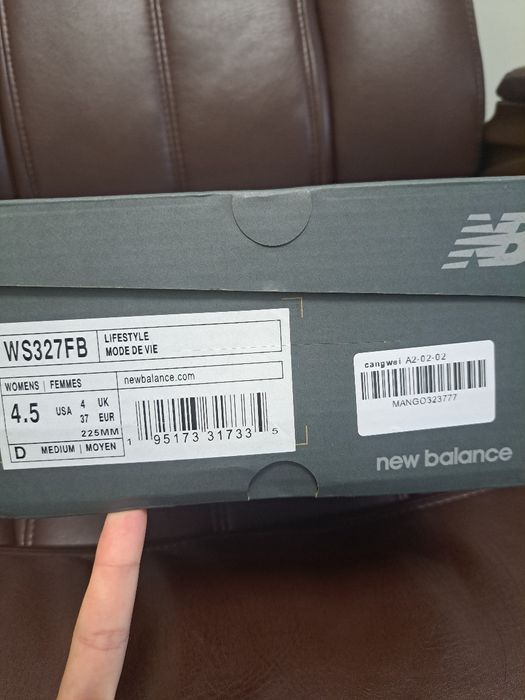 NB
WS327FB
LIFESTYLE
MODE DE VIE
WOMENS | FEMMES
newbalance.com
4.5 USA 4 UK
37 EUR
225MM
D MEDIUM | MOYEN
1 95173 31733 5
cangwei A2-02-02
MANGO323777
new balance